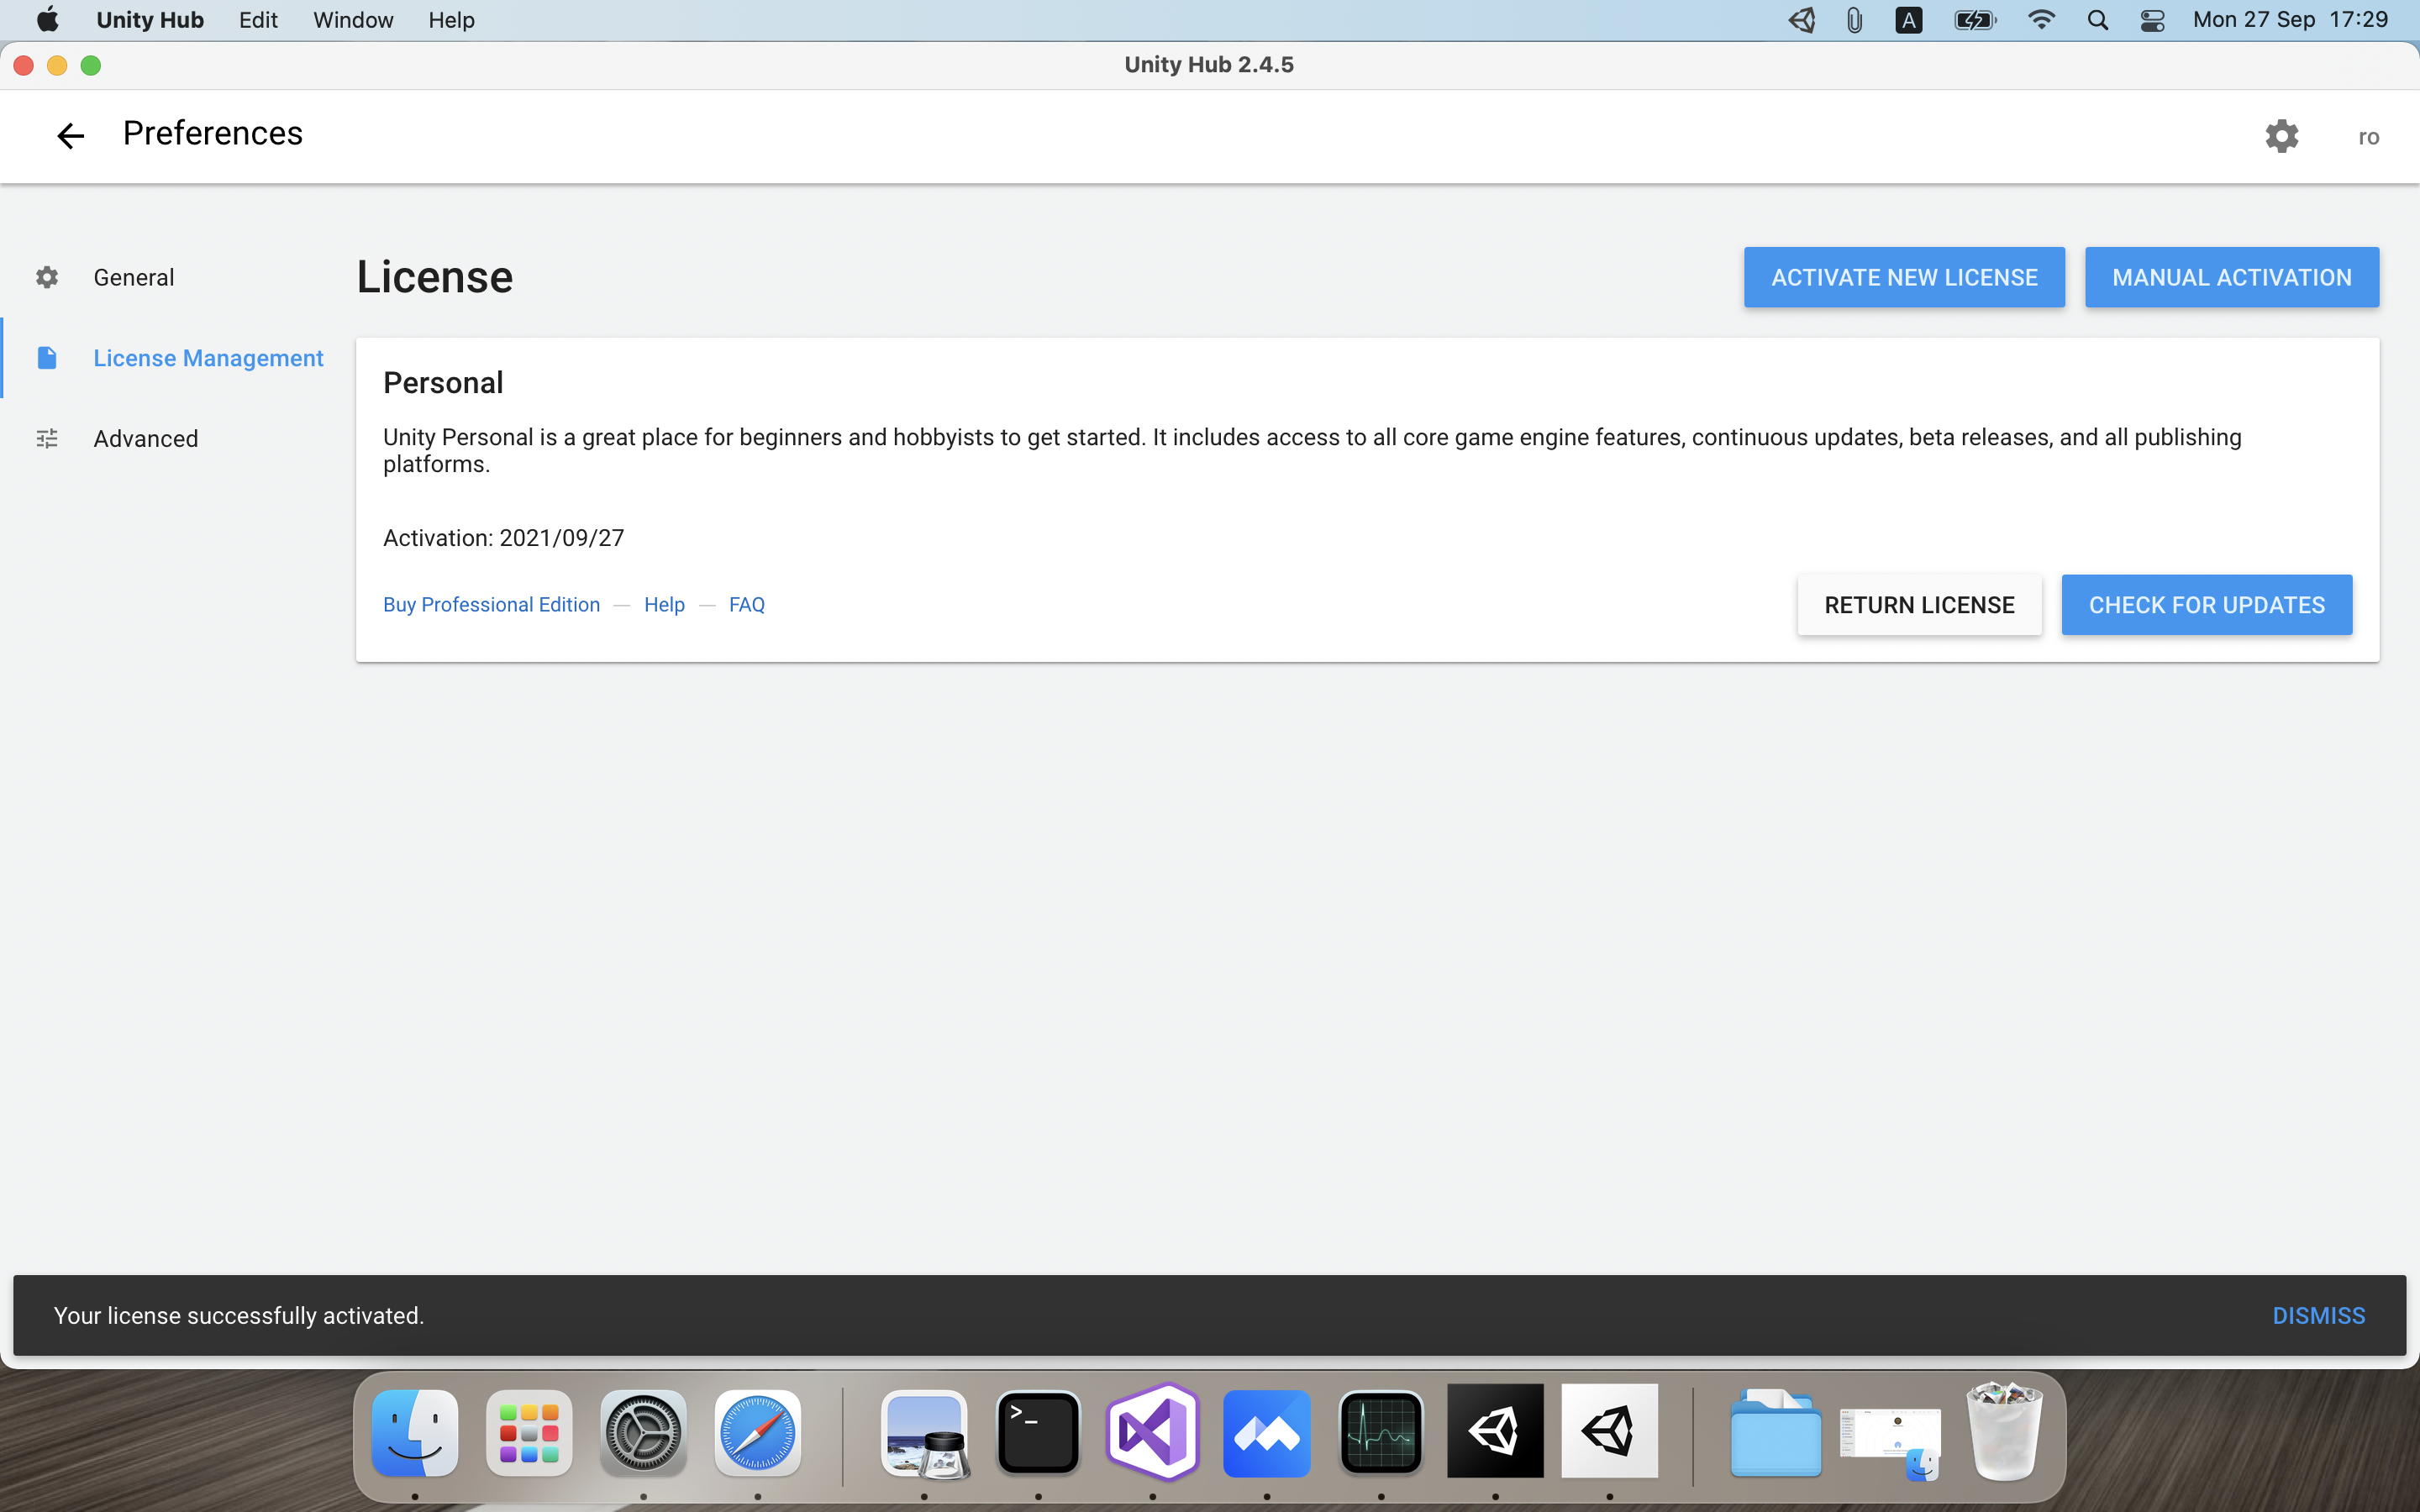 Unity Hub Edit Window Help
A Mon 27 Sep 17:29
Unity Hub 2.4.5
Preferences
ro
General
License Management
Advanced
License
ACTIVATE NEW LICENSE
MANUAL ACTIVATION
Personal
Unity Personal is a great place for beginners and hobbyists to get started. It includes access to all core game engine features, continuous updates, beta releases, and all publishing
platforms.
Activation: 2021/09/27
Buy Professional Edition — Help — FAQ
RETURN LICENSE
CHECK FOR UPDATES
Your license successfully activated.
DISMISS
>_